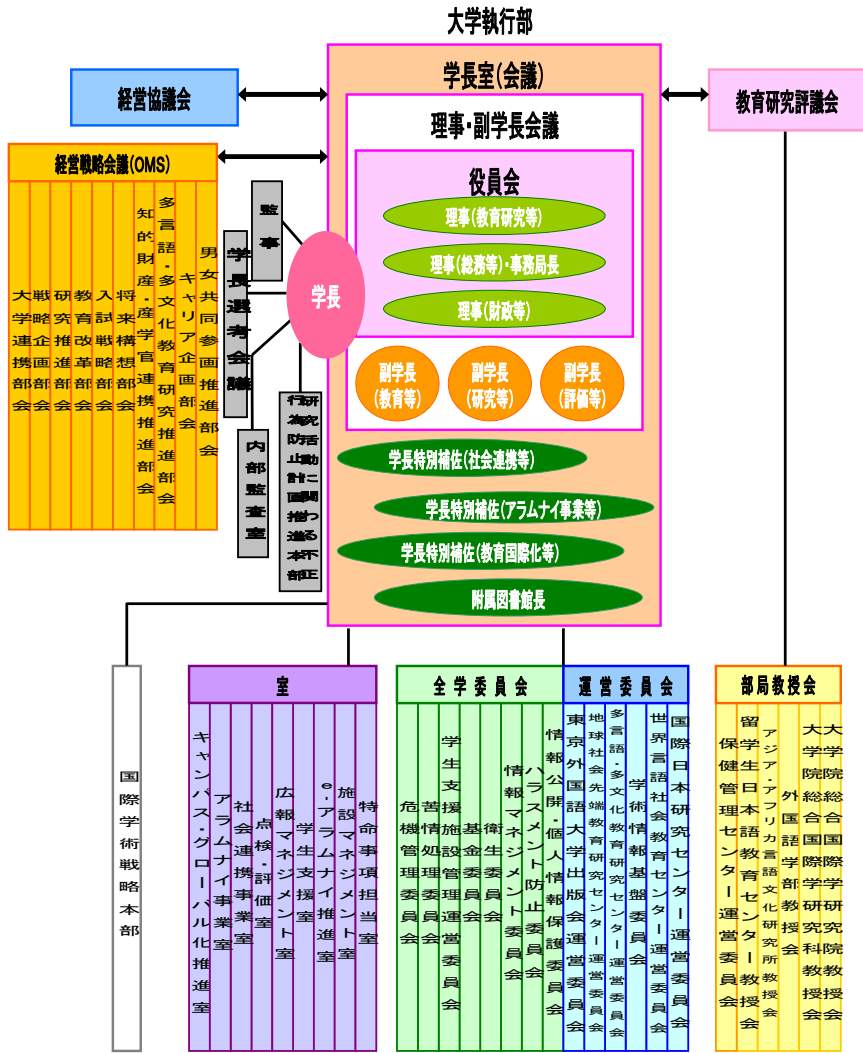 大学執行部
学長室(会議)
経営協議会
教育研究評議会
理事・副学長会議
経営戦略会議(OMS)
役員会
理事(教育研究等)
理事(総務等)・事務局長
理事(財政等)
監事
学長選考会議
学長
内部監査室
研究活動に関わる不正
行為防止計画推進本部
副学長
(教育等)
副学長
(研究等)
副学長
(評価等)
学長特別補佐(社会連携等)
学長特別補佐(アラムナイ事業等)
学長特別補佐(教育国際化等)
附属図書館長
大学連携部会
戦略企画部会
研究推進部会
教育改革部会
入試戦略部会
将来構想部会
知的財産・産学官連携推進部会
多言語・多文化教育研究推進部会
キャリア企画部会
男女共同参画推進部会
国際学術戦略本部
室
キャンパス・グローバル化推進室
アラムナイ事業室
社会連携事業室
点検・評価室
広報マネジメント室
学生支援室
e-アラムナイ推進室
施設マネジメント室
特命事項担当室
全学委員会
危機管理委員会
苦情処理委員会
学生支援施設管理運営委員会
基金委員会
衛生委員会
情報マネジメント委員会
ハラスメント防止委員会
情報公開・個人情報保護委員会
運営委員会
東京外国語大学出版会運営委員会
地球社会先端教育研究センター運営委員会
多言語・多文化教育研究センター運営委員会
学術情報基盤委員会
世界言語社会教育センター運営委員会
国際日本研究センター運営委員会
部局教授会
保健管理センター運営委員会
留学生日本語教育センター教授会
アジア・アフリカ言語文化研究所教授会
外国語学部教授会
大学院総合国際学研究科教授会
大学院総合国際学研究院教授会